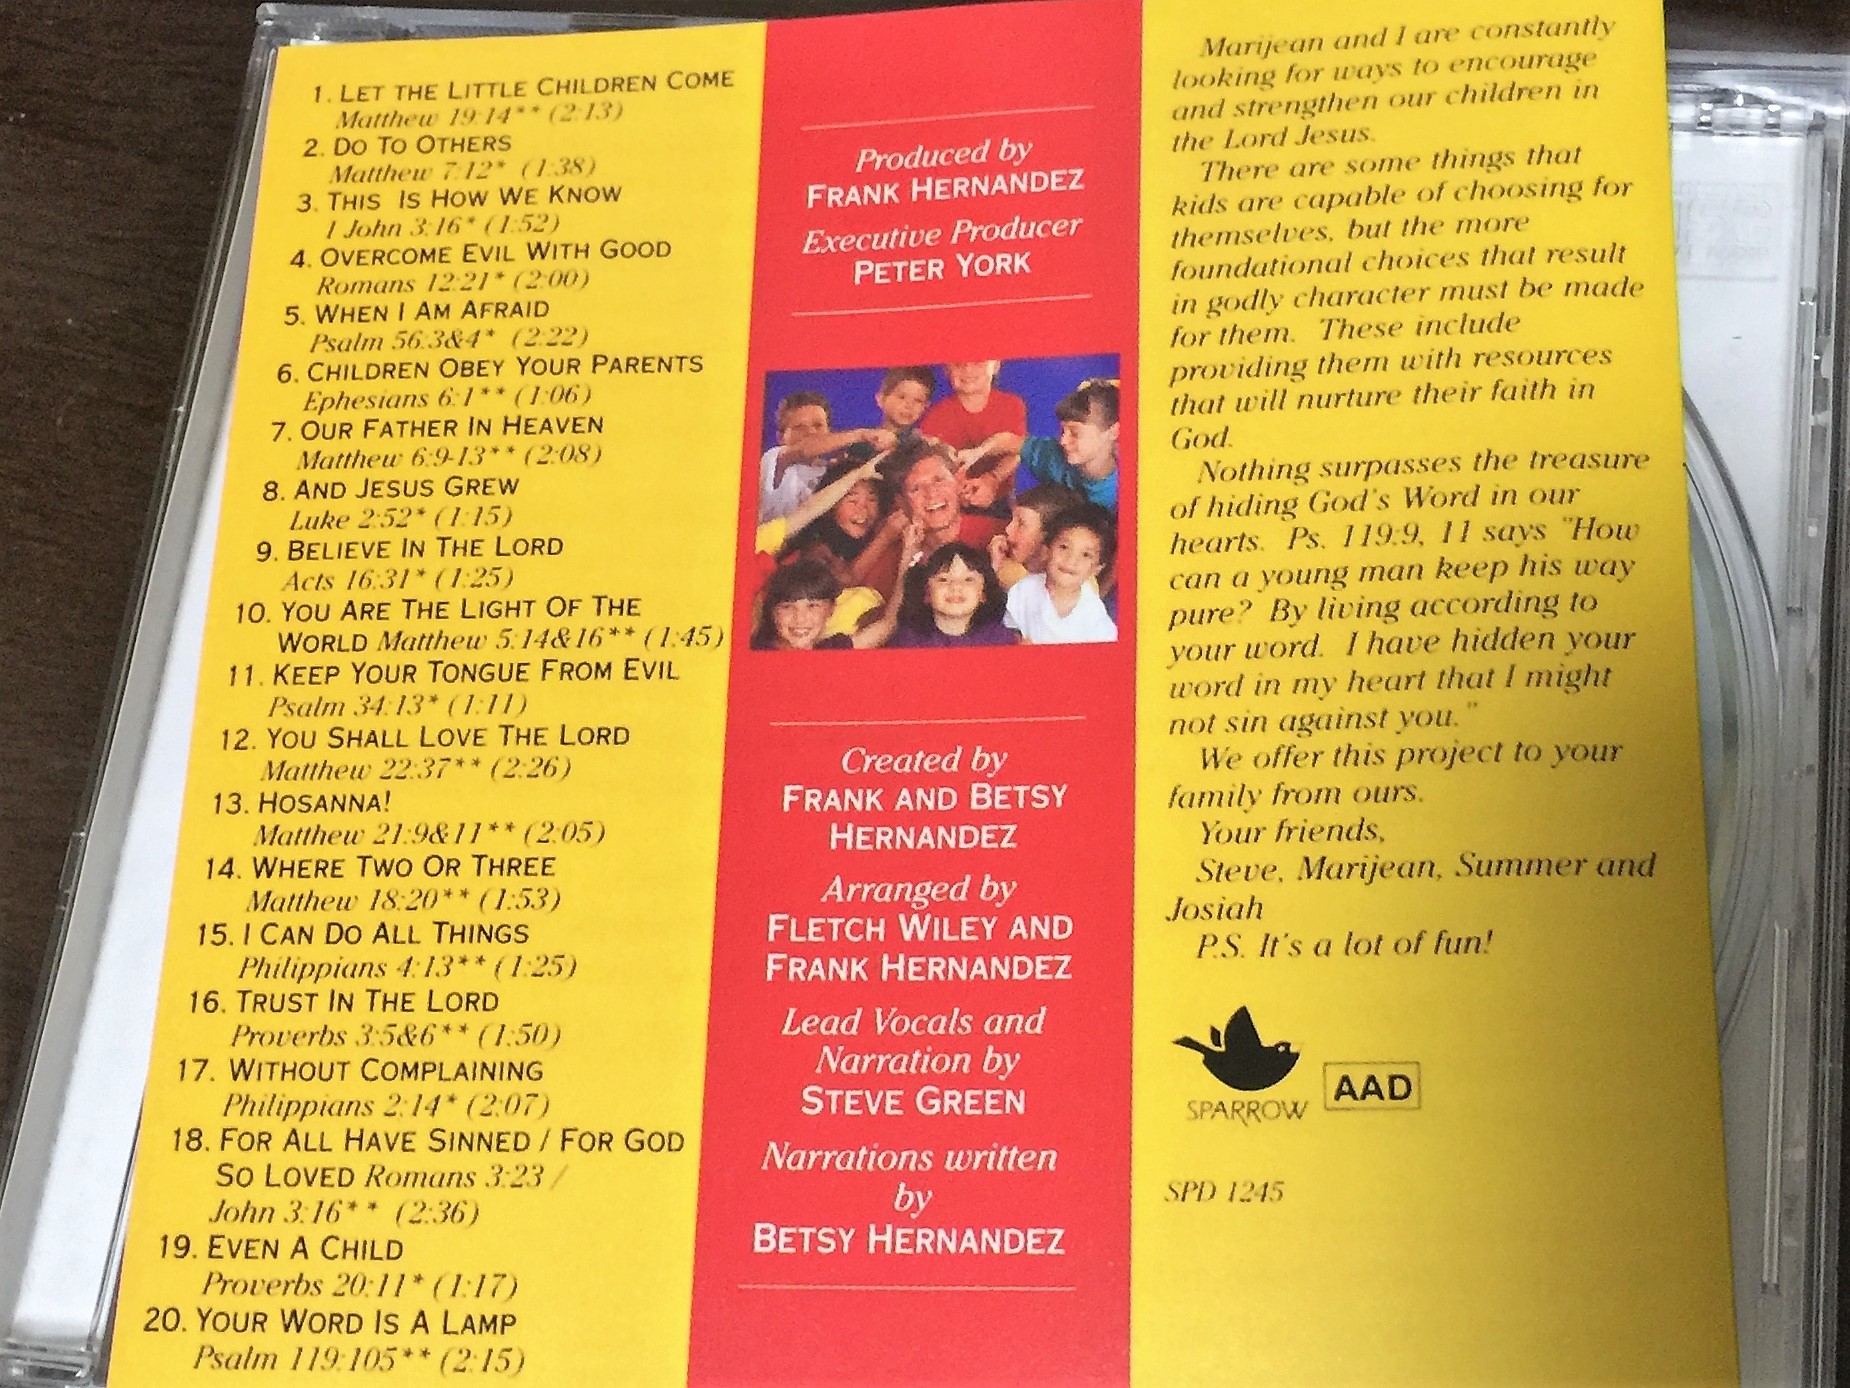 1. LET THE LITTLE CHILDREN COME
Matthew 19:14** (2:13)
2. DO TO OTHERS
Matthew 7:12* (1:38)
3. THIS IS HOW WE KNOW
I John 3:16* (1:52)
4. OVERCOME EVIL WITH GOOD
Romans 12:21* (2:00)
5. WHEN I AM AFRAID
Psalm 56:3&4* (2:22)
6. CHILDREN OBEY YOUR PARENTS
Ephesians 6:1** (1:06)
7. OUR FATHER IN HEAVEN
Matthew 6:9-13** (2:08)
8. AND JESUS GREW
Luke 2:52* (1:15)
9. BELIEVE IN THE LORD
Acts 16:31* (1:25)
10. YOU ARE THE LIGHT OF THE
WORLD Matthew 5:14&16** (1:45)
11. KEEP YOUR TONGUE FROM EVIL
Psalm 34:13* (1:11)
12. YOU SHALL LOVE THE LORD
Matthew 22:37** (2:26)
13. HOSANNA!
Matthew 21:9&11** (2:05)
14. WHERE TWO OR THREE
Matthew 18:20** (1:53)
15. I CAN DO ALL THINGS
Philippians 4:13** (1:25)
16. TRUST IN THE LORD
Proverbs 3:5&6** (1:50)
17. WITHOUT COMPLAINING
Philippians 2:14* (2:07)
18. FOR ALL HAVE SINNED / FOR GOD
SO LOVED Romans 3:23 /
John 3:16** (2:36)
19. EVEN A CHILD
Proverbs 20:11* (1:17)
20. YOUR WORD IS A LAMP
Psalm 119:105** (2:15)
Produced by
FRANK HERNANDEZ
Executive Producer
PETER YORK
Created by
FRANK AND BETSY
HERNANDEZ
Arranged by
FLETCH WILEY AND
FRANK HERNANDEZ
Lead Vocals and
Narration by
STEVE GREEN
Narrations written
by
BETSY HERNANDEZ
Marijean and I are constantly
looking for ways to encourage
and strengthen our children in
the Lord Jesus.
There are some things that
kids are capable of choosing for
themselves, but the more
foundational choices that result
in godly character must be made
for them. These include
providing them with resources
that will nurture their faith in
God.
Nothing surpasses the treasure
of hiding God's Word in our
hearts. Ps. 119:9, 11 says "How
can a young man keep his way
pure? By living according to
your word. I have hidden your
word in my heart that I might
not sin against you."
We offer this project to your
family from ours.
Your friends,
Steve, Marijean, Summer and
Josiah
P.S. It's a lot of fun!
SPARROW
AAD
SPD 1245